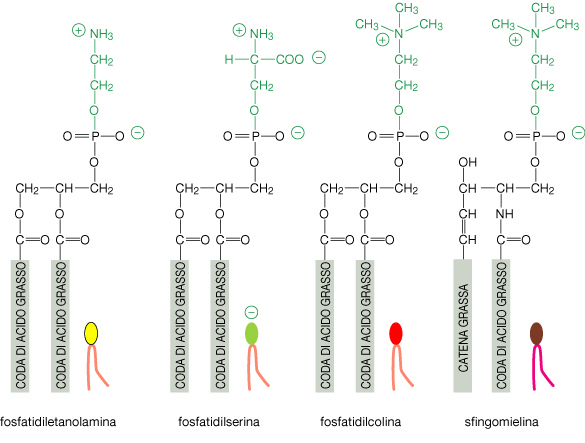 ⊕ NH3
CH2
CH2
O
O=P—O ⊖
O
CH2—CH—CH2
O O
C=O C=O
CODA DI ACIDO GRASSO
CODA DI ACIDO GRASSO
fosfatidiletanolamina
⊕ NH3
H—C—COO ⊖
CH2
O
O=P—O ⊖
O
CH2—CH—CH2
O O
C=O C=O
CODA DI ACIDO GRASSO
CODA DI ACIDO GRASSO
⊖
fosfatidilserina
CH3
CH3 N CH3
⊕
CH2
CH2
O
O=P—O ⊖
O
CH2—CH—CH2
O O
C=O C=O
CODA DI ACIDO GRASSO
CODA DI ACIDO GRASSO
fosfatidilcolina
CH3
CH3 N CH3
⊕
CH2
CH2
O
O=P—O ⊖
O
OH
CH—CH—CH2
CH NH
CH C=O
CATENA GRASSA
CODA DI ACIDO GRASSO
sfingomielina